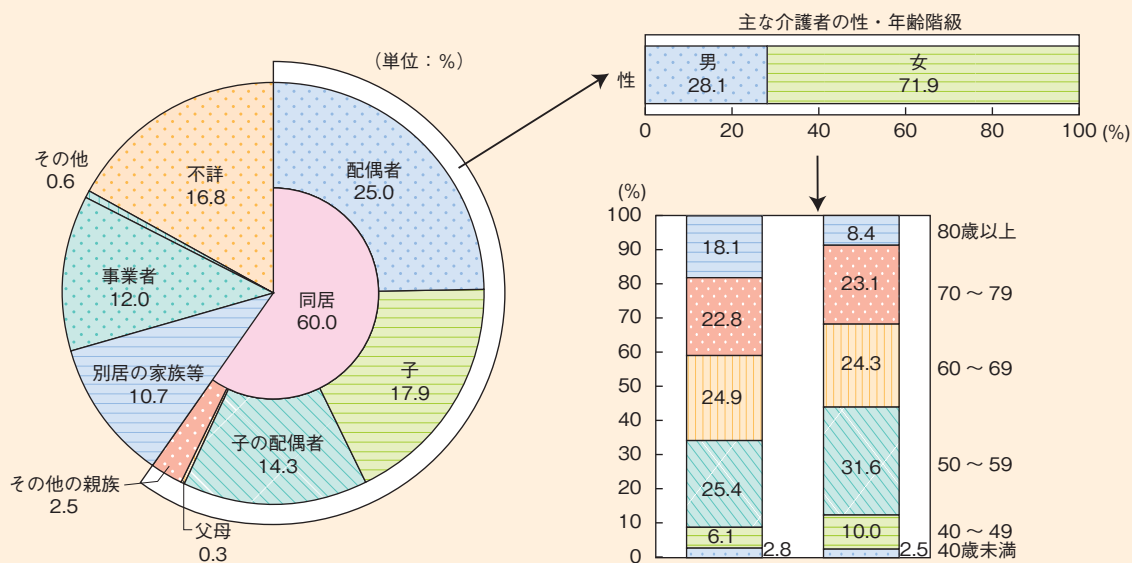 (単位：%)
配偶者
25.0
子
17.9
子の配偶者
14.3
父母
0.3
その他の親族
2.5
別居の家族等
10.7
事業者
12.0
その他
0.6
不詳
16.8
同居
60.0
主な介護者の性・年齢階級
性
男
28.1
女
71.9
0 20 40 60 80 100 (%)
(%)
100
90
80
70
60
50
40
30
20
10
0
18.1
22.8
24.9
25.4
6.1
2.8
8.4
23.1
24.3
31.6
10.0
2.5
80歳以上
70～79
60～69
50～59
40～49
40歳未満